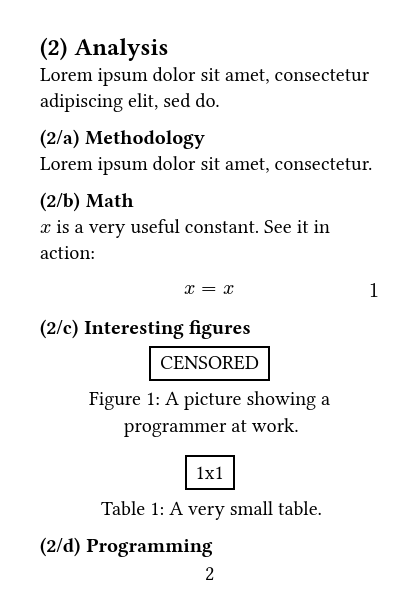 (2) Analysis
Lorem ipsum dolor sit amet, consectetur
adipiscing elit, sed do.
(2/a) Methodology
Lorem ipsum dolor sit amet, consectetur.
(2/b) Math
x is a very useful constant. See it in
action:
x = x 1
(2/c) Interesting figures
CENSORED
Figure 1: A picture showing a
programmer at work.
1x1
Table 1: A very small table.
(2/d) Programming
2